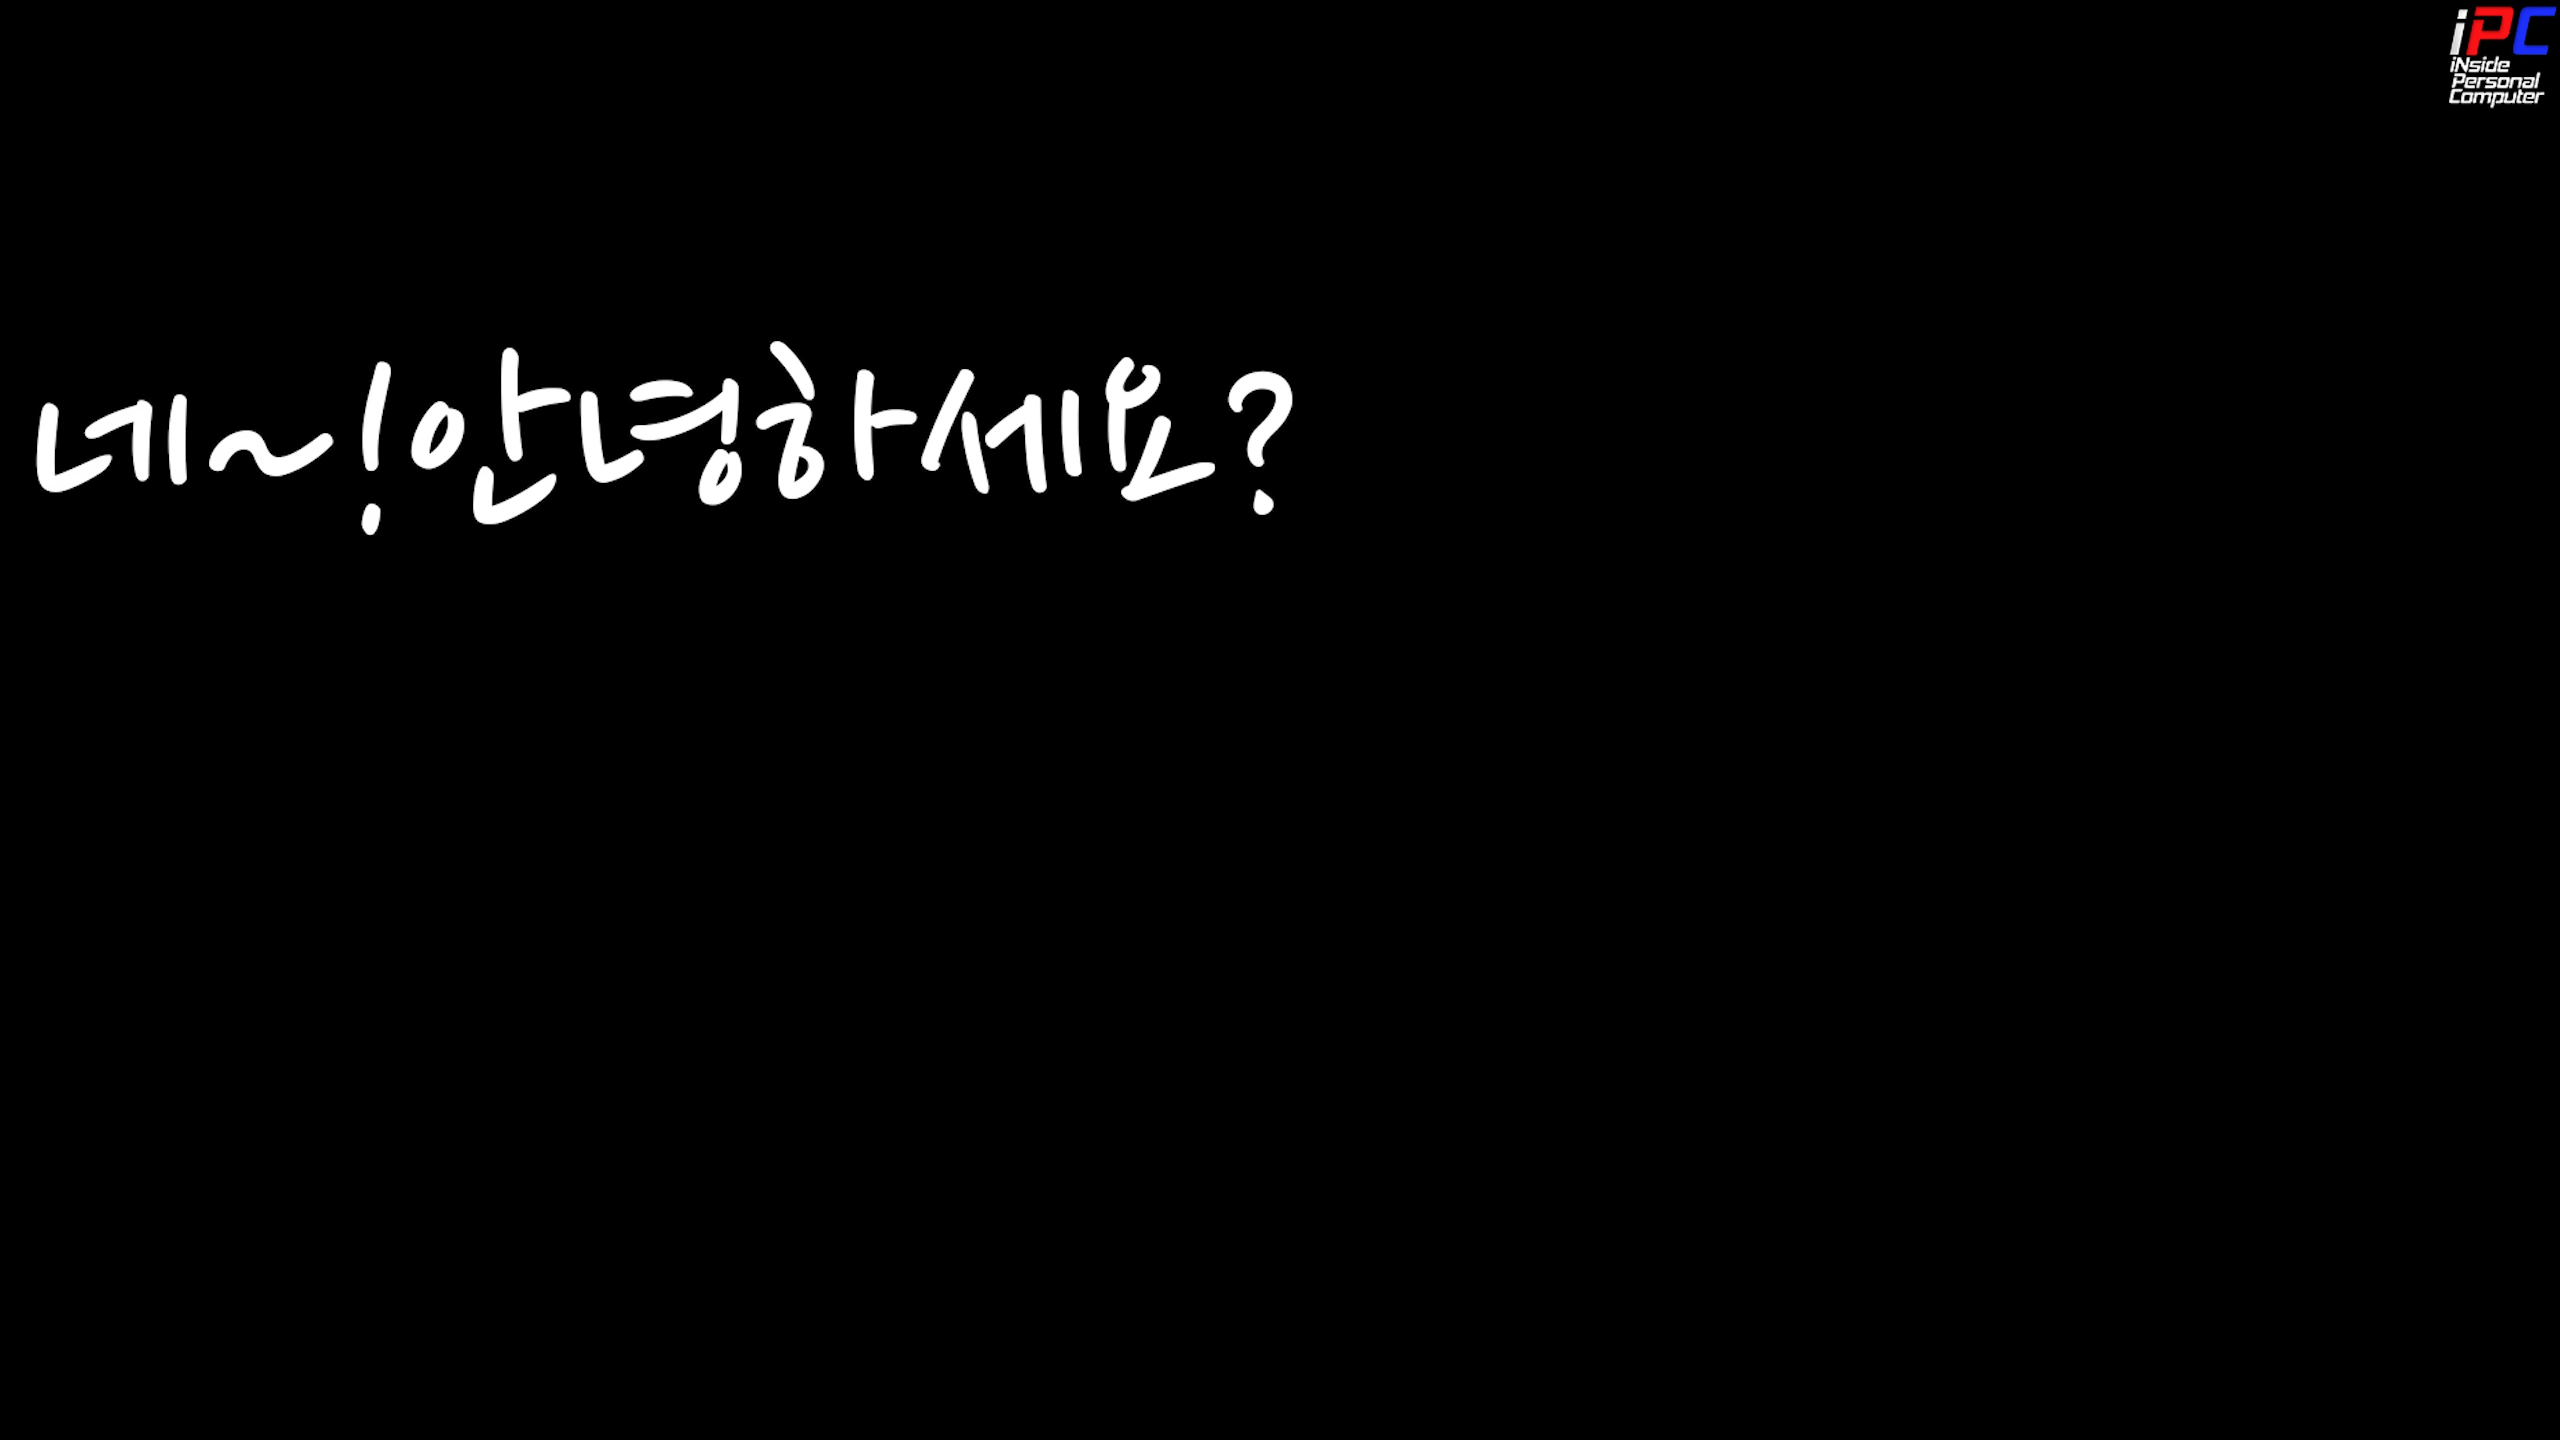 iPC
iNside
Personal
Computer
네~!안녕하세요?